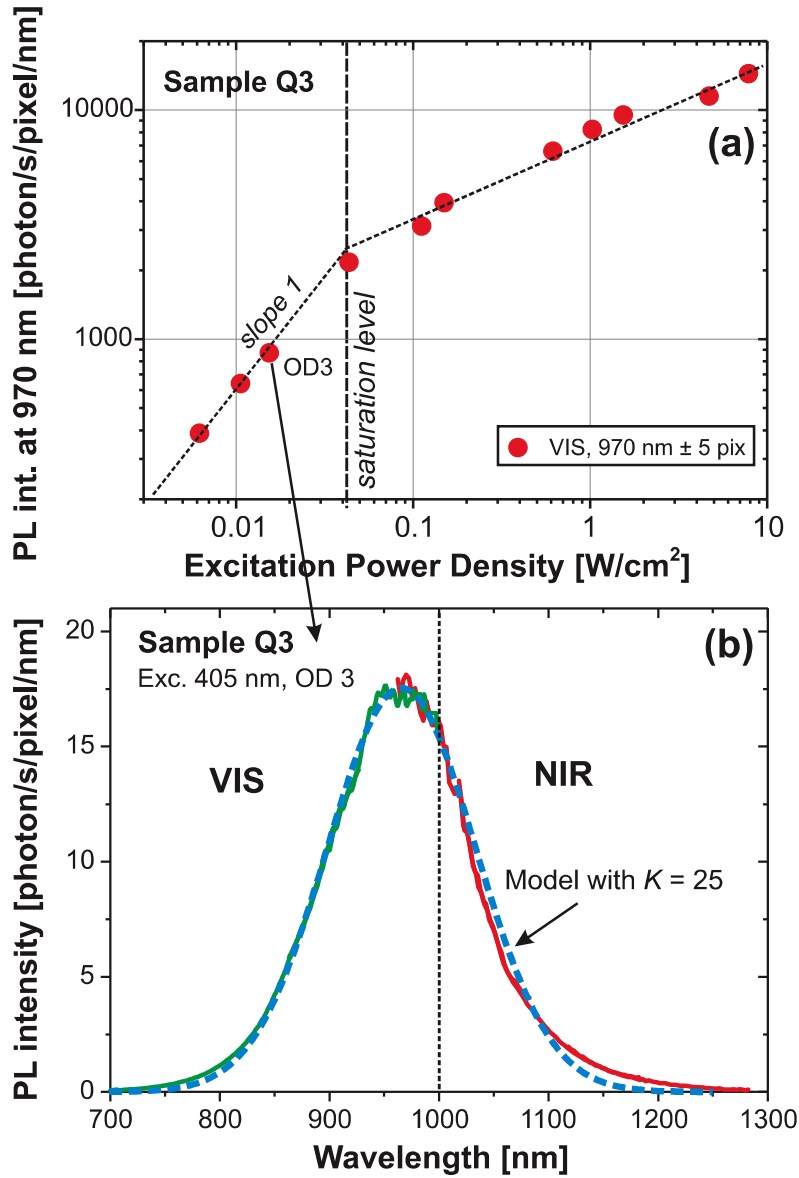 Sample Q3
(a)
10000
1000
PL int. at 970 nm [photon/s/pixel/nm]
slope 1
OD3
saturation level
VIS, 970 nm ± 5 pix
0.01 0.1 1 10
Excitation Power Density [W/cm²]
Sample Q3
(b)
Exc. 405 nm, OD 3
VIS
NIR
Model with K = 25
20
15
10
5
0
PL intensity [photon/s/pixel/nm]
700 800 900 1000 1100 1200 1300
Wavelength [nm]